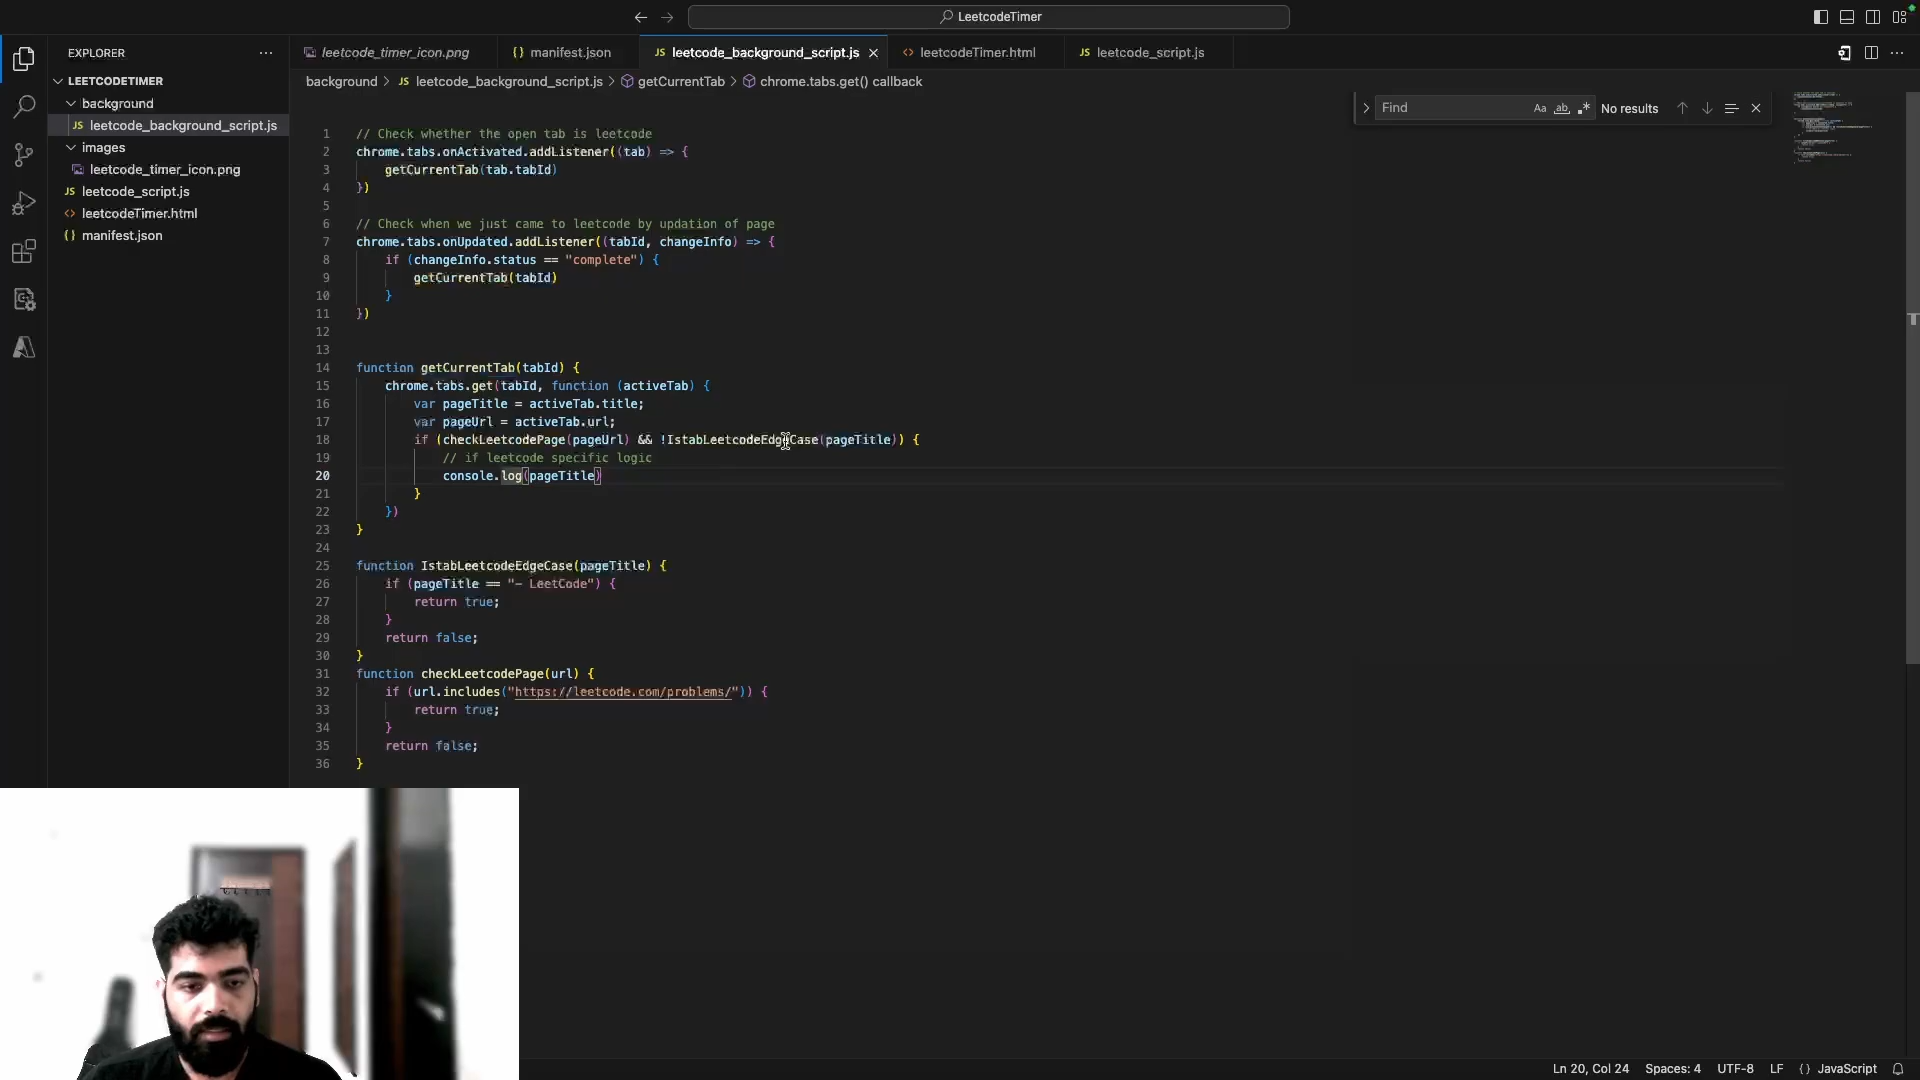 LeetcodeTimer
EXPLORER
leetcode_timer_icon.png
manifest.json
leetcode_background_script.js
leetcodeTimer.html
leetcode_script.js
LEETCODETIMER
background
leetcode_background_script.js
images
leetcode_timer_icon.png
leetcode_script.js
leetcodeTimer.html
manifest.json
background > JS leetcode_background_script.js > getCurrentTab > chrome.tabs.get() callback
Find
No results
1 // Check whether the open tab is leetcode
2 chrome.tabs.onActivated.addListener((tab) => {
3 getCurrentTab(tab.tabId)
4 })
5
6 // Check when we just came to leetcode by updation of page
7 chrome.tabs.onUpdated.addListener((tabId, changeInfo) => {
8 if (changeInfo.status == "complete") {
9 getCurrentTab(tabId)
10 }
11 })
12
13
14 function getCurrentTab(tabId) {
15 chrome.tabs.get(tabId, function (activeTab) {
16 var pageTitle = activeTab.title;
17 var pageUrl = activeTab.url;
18 if (checkLeetcodePage(pageUrl) && !IstabLeetcodeEdgeCase(pageTitle)) {
19 // if leetcode specific logic
20 console.log(pageTitle)
21 }
22 })
23 }
24
25 function IstabLeetcodeEdgeCase(pageTitle) {
26 if (pageTitle == "- LeetCode") {
27 return true;
28 }
29 return false;
30 }
31 function checkLeetcodePage(url) {
32 if (url.includes("https://leetcode.com/problems/")) {
33 return true;
34 }
35 return false;
36 }
Ln 20, Col 24 Spaces: 4 UTF-8 LF {} JavaScript